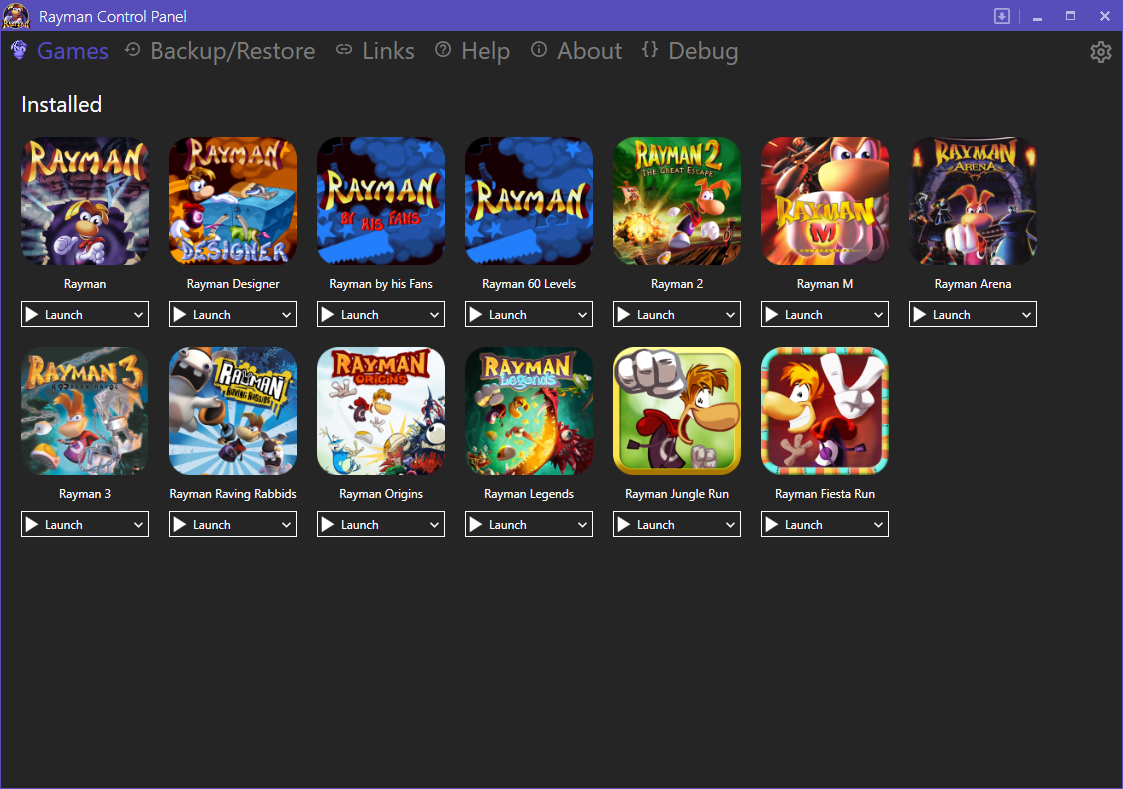 Rayman Control Panel
Games Backup/Restore Links Help About {} Debug
Installed
RAYMAN
RAYMAN DESIGNER
RAYMAN BY HIS FANS
RAYMAN
RAYMAN 2 THE GREAT ESCAPE
RAYMAN M
RAYMAN ARENA
Rayman Rayman Designer Rayman by his Fans Rayman 60 Levels Rayman 2 Rayman M Rayman Arena
Launch Launch Launch Launch Launch Launch Launch
RAYMAN 3
RAYMAN RAVING RABBIDS
RAYMAN ORIGINS
RAYMAN Legends
Rayman 3 Rayman Raving Rabbids Rayman Origins Rayman Legends Rayman Jungle Run Rayman Fiesta Run
Launch Launch Launch Launch Launch Launch